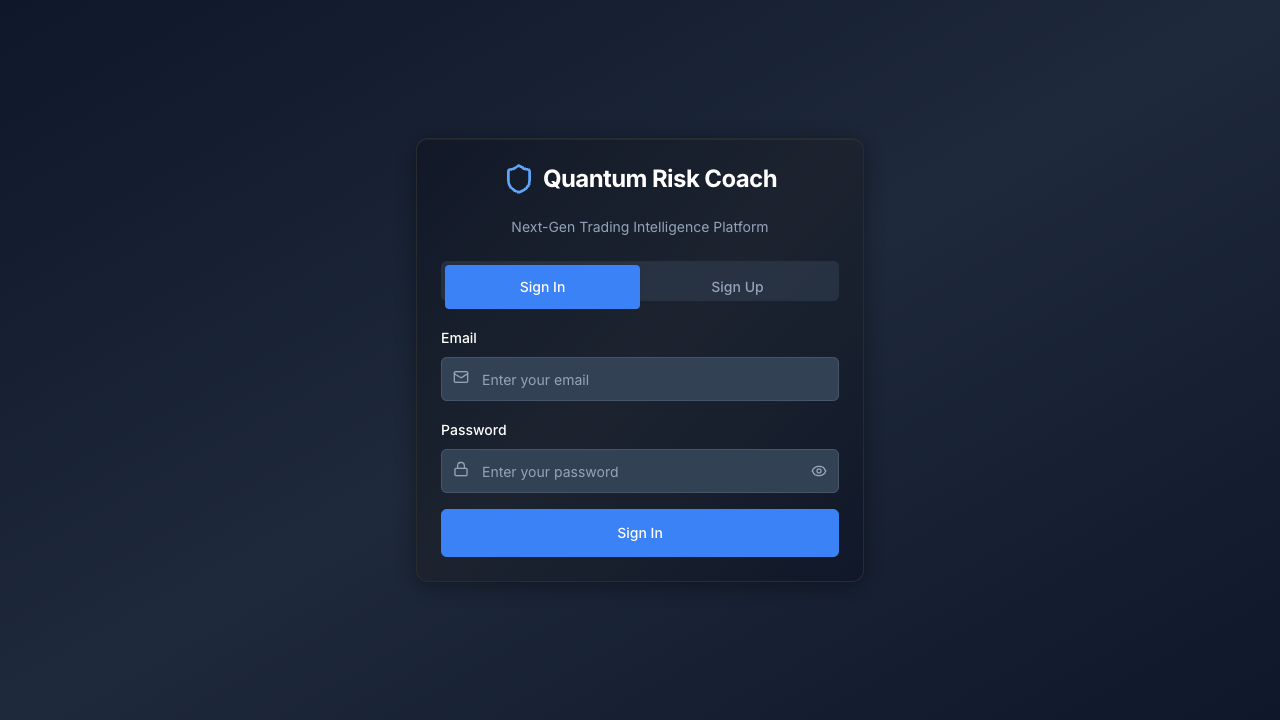 Quantum Risk Coach
Next-Gen Trading Intelligence Platform
Sign In
Sign Up
Email
Enter your email
Password
Enter your password
Sign In